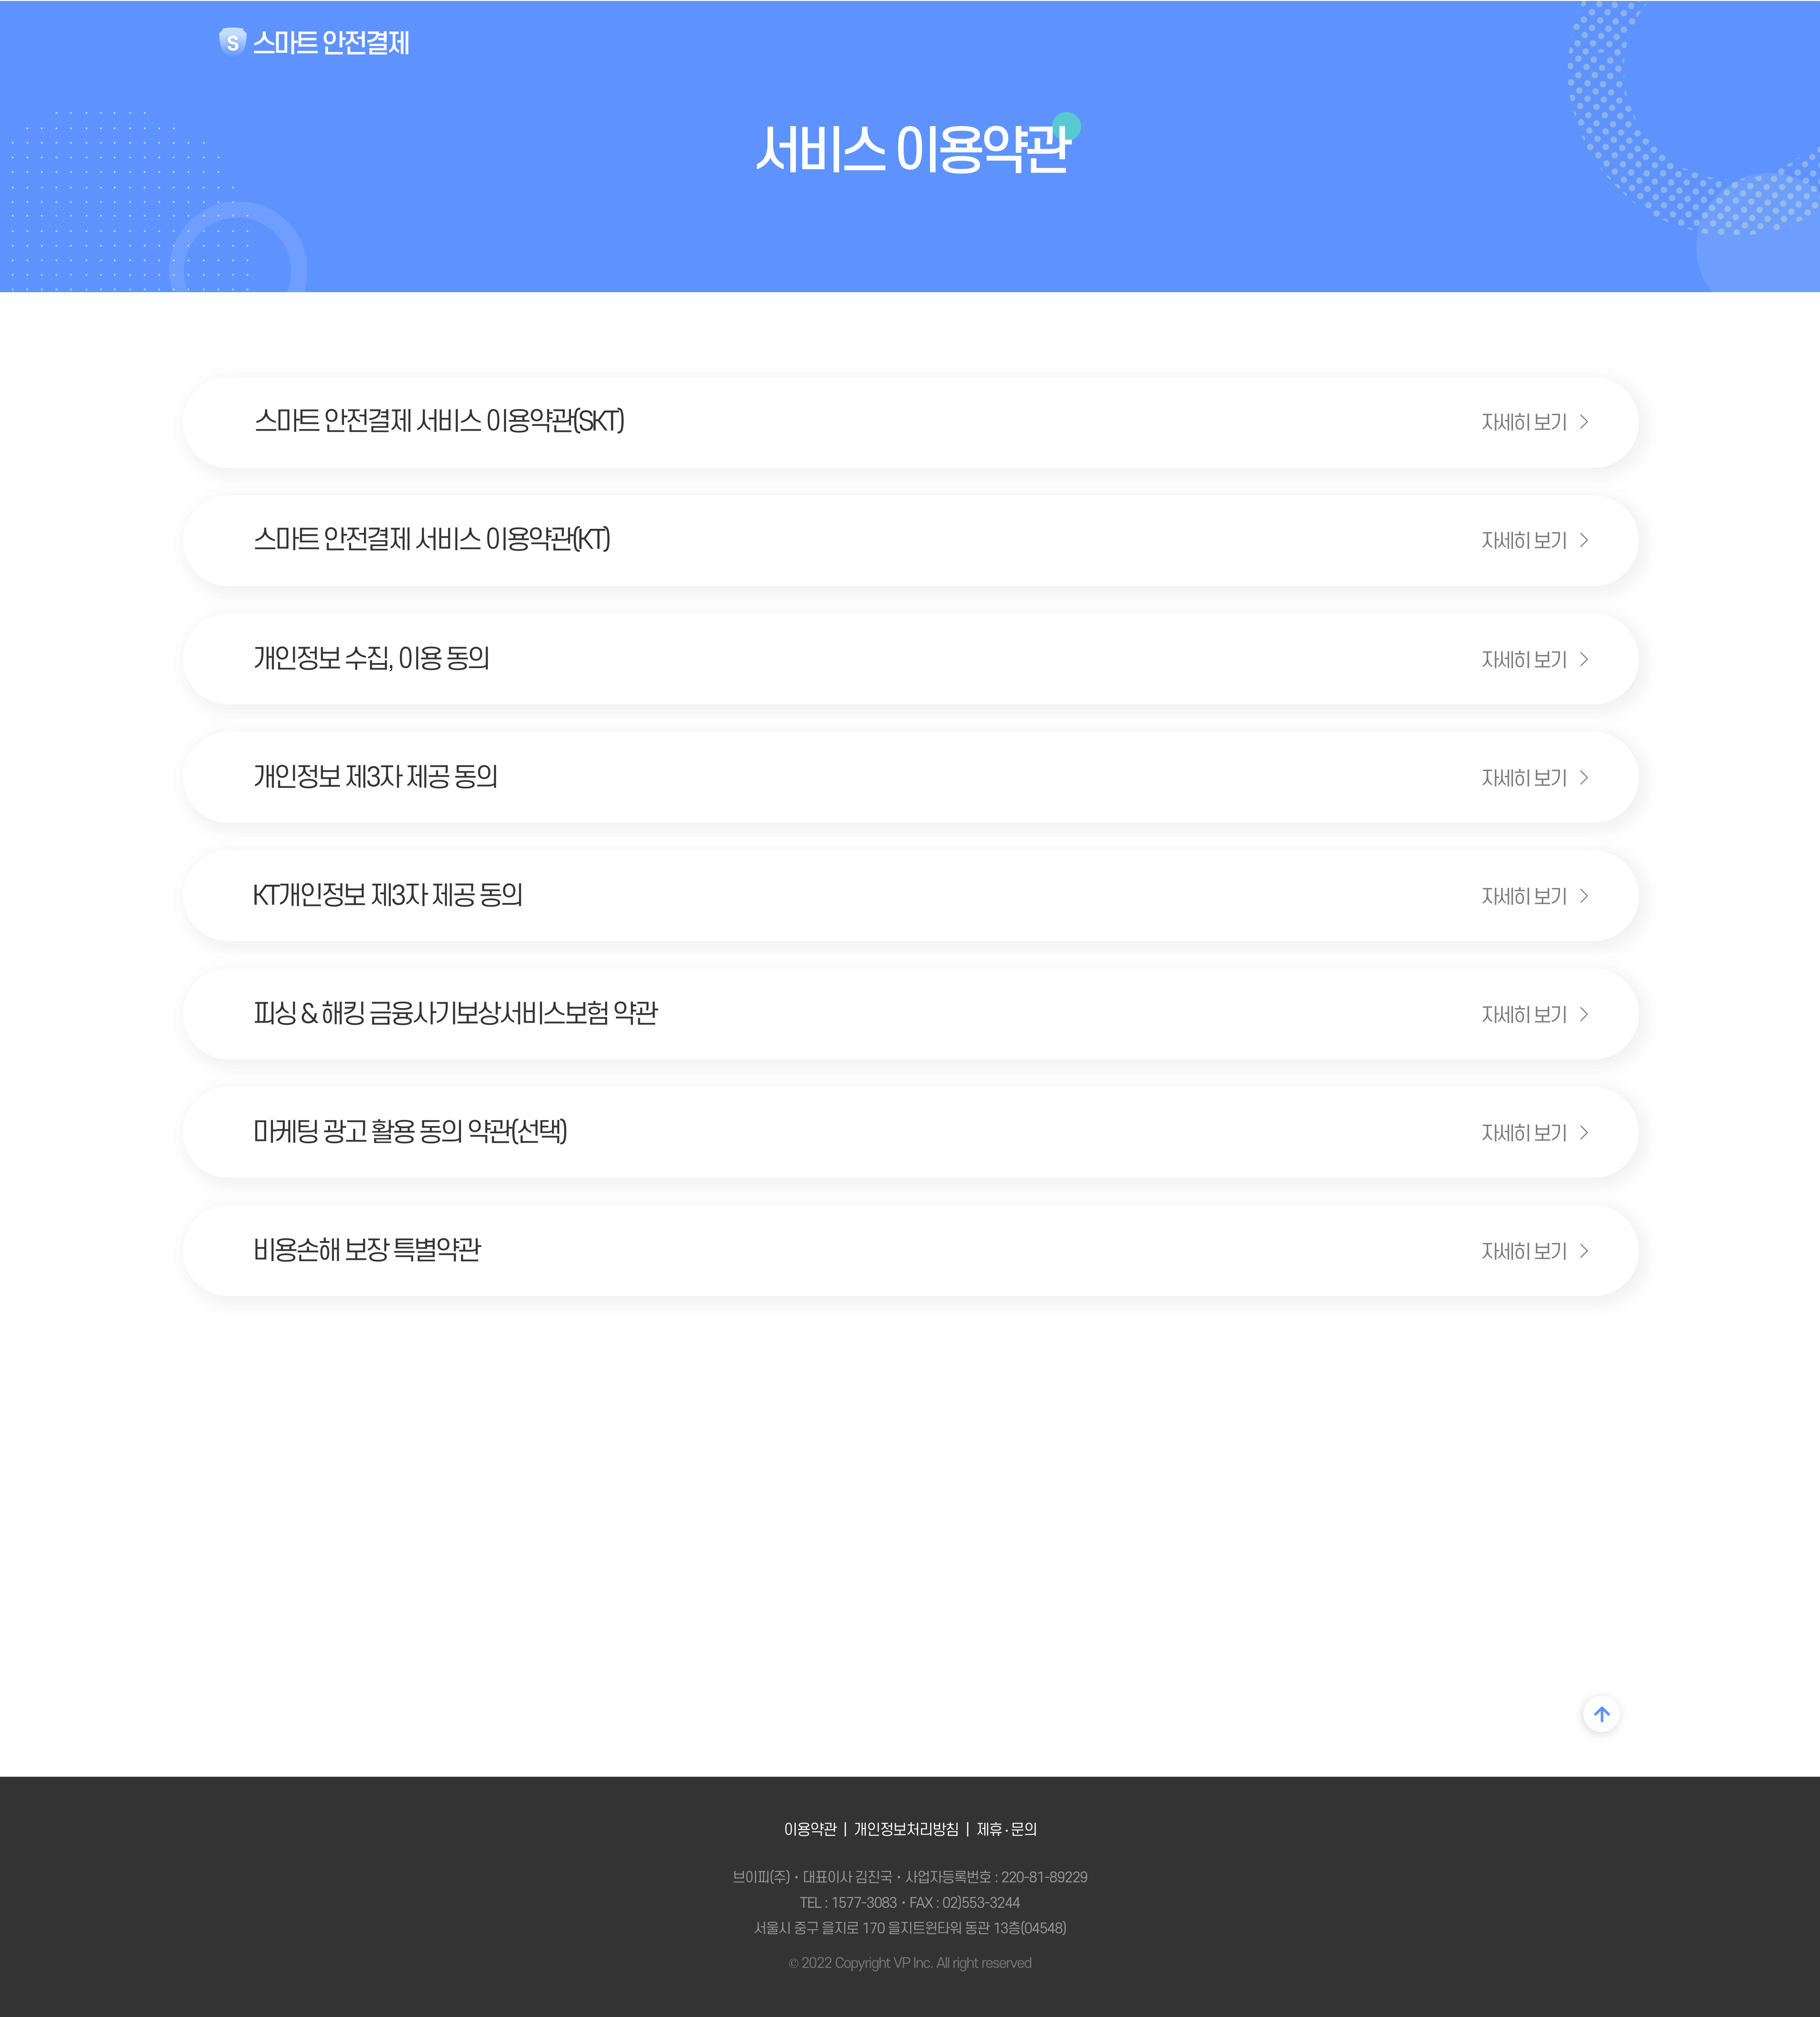 S 스마트 안전결제
서비스 이용약관
스마트 안전결제 서비스 이용약관(SKT)
자세히 보기
스마트 안전결제 서비스 이용약관(KT)
자세히 보기
개인정보 수집, 이용 동의
자세히 보기
개인정보 제3자 제공 동의
자세히 보기
KT개인정보 제3자 제공 동의
자세히 보기
피싱 & 해킹 금융사기보상서비스보험 약관
자세히 보기
마케팅 광고 활용 동의 약관(선택)
자세히 보기
비용손해 보장 특별약관
자세히 보기
이용약관 | 개인정보처리방침 | 제휴·문의
브이피(주)・대표이사 김진국・사업자등록번호 : 220-81-89229
TEL : 1577-3083・FAX : 02)553-3244
서울시 중구 을지로 170 을지트윈타워 동관 13층(04548)
© 2022 Copyright VP Inc. All right reserved